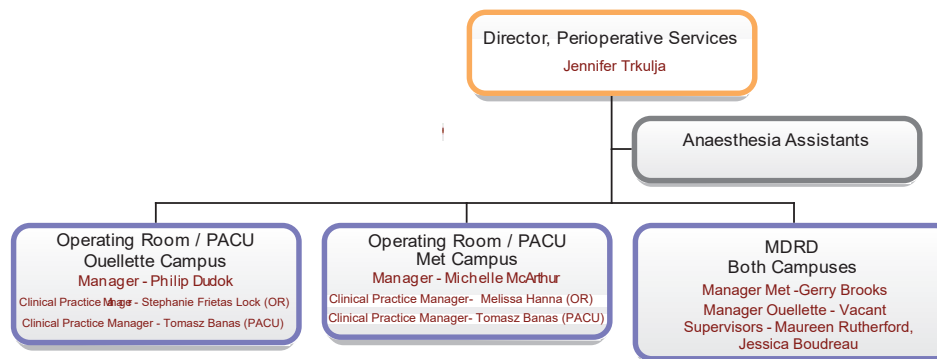 Director, Perioperative Services
Jennifer Trkulja
Anaesthesia Assistants
Operating Room / PACU
Ouellette Campus
Manager - Philip Dudok
Clinical Practice Manager - Stephanie Frietas Lock (OR)
Clinical Practice Manager - Tomasz Banas (PACU)
Operating Room / PACU
Met Campus
Manager - Michelle McArthur
Clinical Practice Manager- Melissa Hanna (OR)
Clinical Practice Manager- Tomasz Banas (PACU)
MDRD
Both Campuses
Manager Met -Gerry Brooks
Manager Ouellette - Vacant
Supervisors - Maureen Rutherford,
Jessica Boudreau